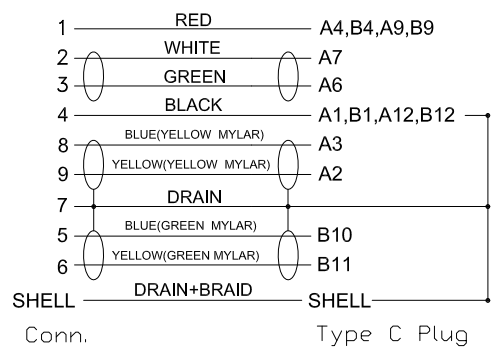 1 RED A4,B4,A9,B9
2 WHITE A7
3 GREEN A6
4 BLACK A1,B1,A12,B12
8 BLUE(YELLOW MYLAR) A3
9 YELLOW(YELLOW MYLAR) A2
7 DRAIN
5 BLUE(GREEN MYLAR) B10
6 YELLOW(GREEN MYLAR) B11
SHELL DRAIN+BRAID SHELL
Conn. Type C Plug